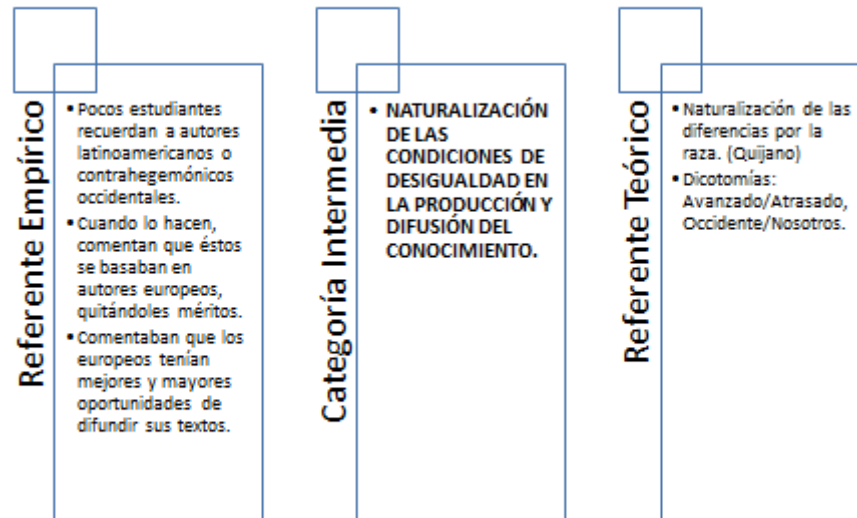 Referente Empírico
•Pocos estudiantes
recuerdan a autores
latinoamericanos o
contrahegemónicos
occidentales.
•Cuando lo hacen,
comentan que éstos
se basaban en
autores europeos,
quitándoles méritos.
•Comentaban que los
europeos tenían
mejores y mayores
oportunidades de
difundir sus textos.
Categoría Intermedia
• NATURALIZACIÓN
DE LAS
CONDICIONES DE
DESIGUALDAD EN
LA PRODUCCIÓN Y
DIFUSIÓN DEL
CONOCIMIENTO.
Referente Teórico
•Naturalización de las
diferencias por la
raza. (Quijano)
•Dicotomías:
Avanzado/Atrasado,
Occidente/Nosotros.